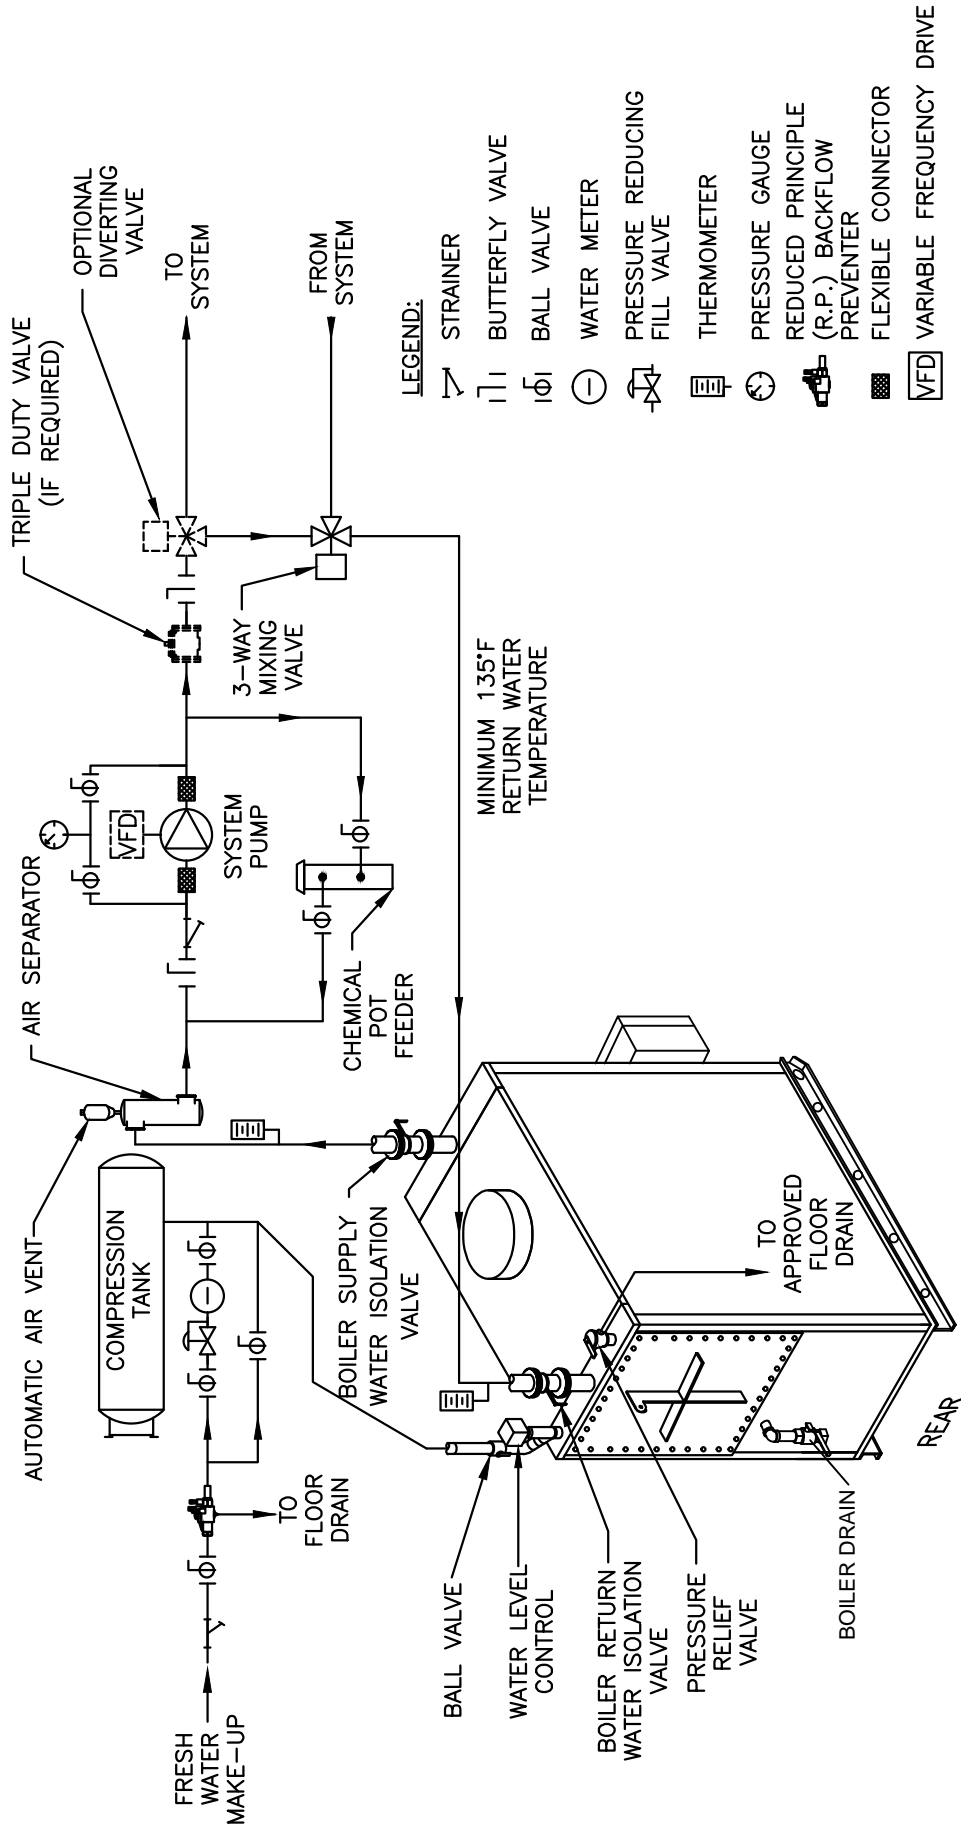 AUTOMATIC AIR VENT
AIR SEPARATOR
TRIPLE DUTY VALVE
(IF REQUIRED)
OPTIONAL
DIVERTING
VALVE
COMPRESSION
TANK
VFD
SYSTEM
PUMP
TO
SYSTEM
FRESH
WATER
MAKE-UP
TO
FLOOR
DRAIN
3-WAY
MIXING
VALVE
FROM
SYSTEM
CHEMICAL
POT
FEEDER
BOILER SUPPLY
WATER ISOLATION
VALVE
MINIMUM 135°F
RETURN WATER
TEMPERATURE
BALL VALVE
WATER LEVEL
CONTROL
BOILER RETURN
WATER ISOLATION
VALVE
PRESSURE
RELIEF
VALVE
TO
APPROVED
FLOOR
DRAIN
BOILER DRAIN
REAR
LEGEND:
STRAINER
BUTTERFLY VALVE
BALL VALVE
WATER METER
PRESSURE REDUCING
FILL VALVE
THERMOMETER
PRESSURE GAUGE
REDUCED PRINCIPLE
(R.P.) BACKFLOW
PREVENTER
FLEXIBLE CONNECTOR
VFD VARIABLE FREQUENCY DRIVE